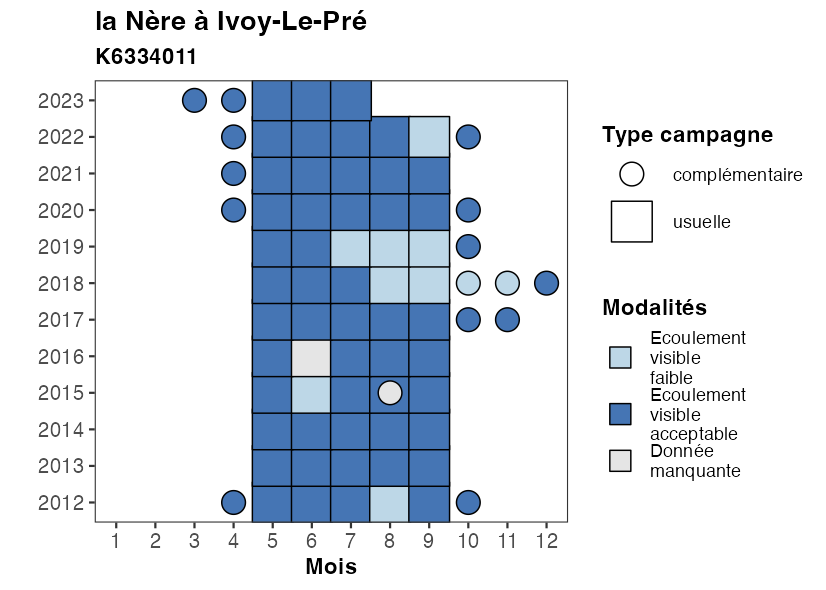 la Nère à Ivoy-Le-Pré
K6334011
2023
2022
2021
2020
2019
2018
2017
2016
2015
2014
2013
2012
1 2 3 4 5 6 7 8 9 10 11 12
Mois
Type campagne
complémentaire
usuelle
Modalités
Ecoulement
visible
faible
Ecoulement
visible
acceptable
Donnée
manquante